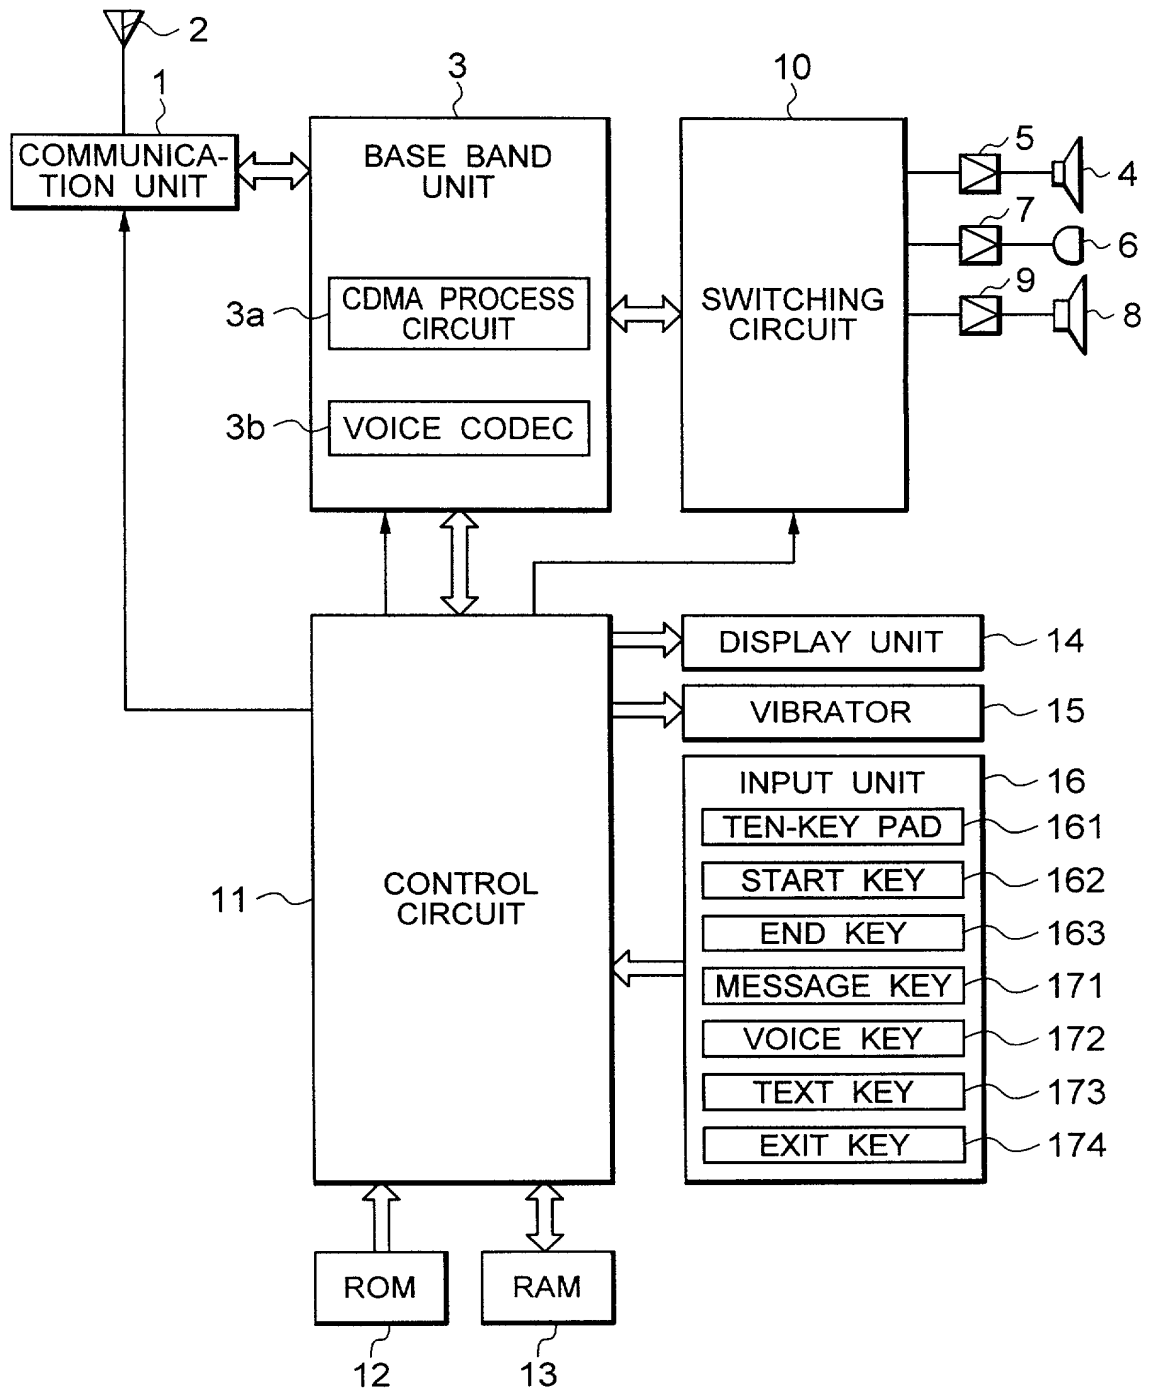 2
1
3
10
COMMUNICA-
TION UNIT
BASE BAND
UNIT
5
4
7
6
9
8
3a
CDMA PROCESS
CIRCUIT
SWITCHING
CIRCUIT
3b
VOICE CODEC
DISPLAY UNIT
14
VIBRATOR
15
INPUT UNIT
16
TEN-KEY PAD
161
11
CONTROL
CIRCUIT
START KEY
162
END KEY
163
MESSAGE KEY
171
VOICE KEY
172
TEXT KEY
173
EXIT KEY
174
ROM
RAM
12
13